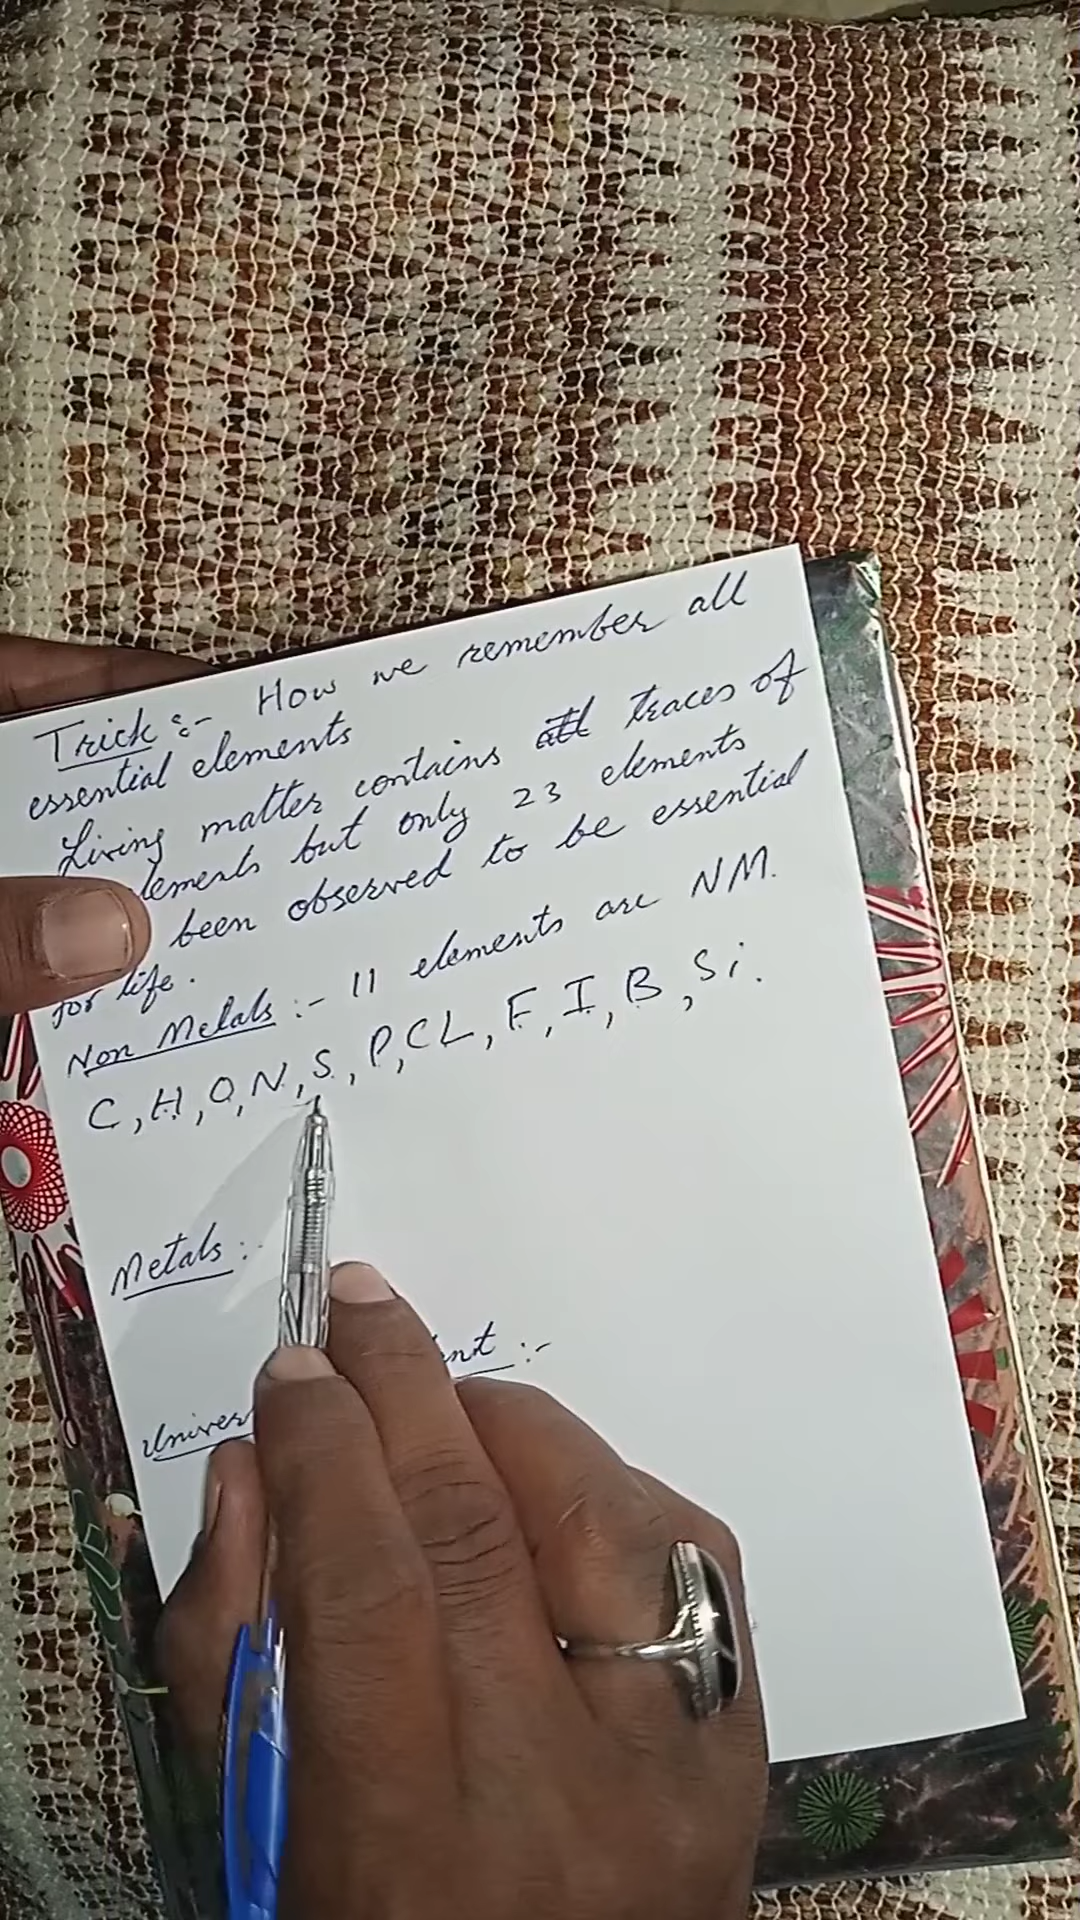 Trick :- How we remember all
essential elements
Living matter contains all traces of
lements but only 23 elements
been observed to be essential
for life.
Non Metals :- 11 elements are NM.
C, H, O, N, S, P, CL, F, I, B, Si.
Metals :-
Univer ent :-